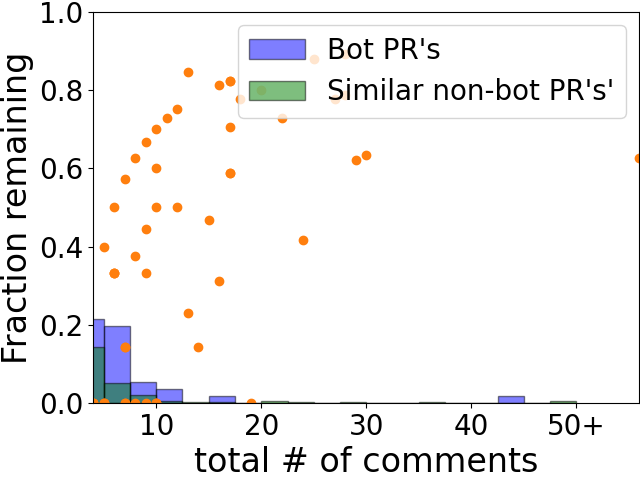 Bot PR's
Similar non-bot PR's'
Fraction remaining
1.0
0.8
0.6
0.4
0.2
0.0
10
20
30
40
50+
total # of comments